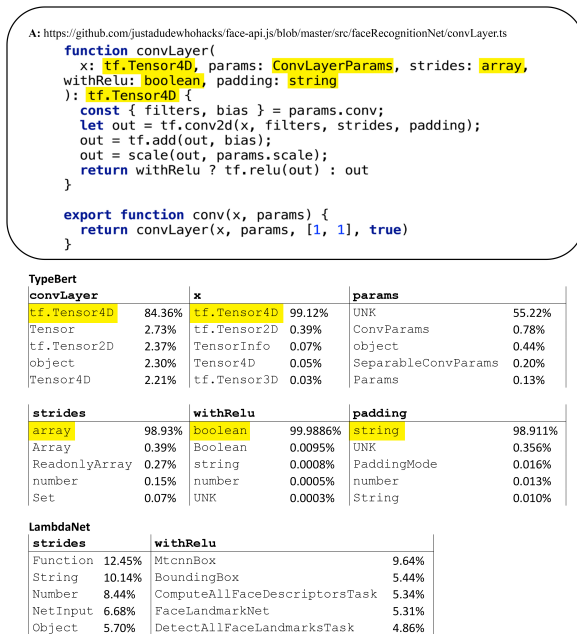 A: https://github.com/justadudewhohacks/face-api.js/blob/master/src/faceRecognitionNet/convLayer.ts
function convLayer(
x: tf.Tensor4D, params: ConvLayerParams, strides: array,
withRelu: boolean, padding: string
): tf.Tensor4D {
const { filters, bias } = params.conv;
let out = tf.conv2d(x, filters, strides, padding);
out = tf.add(out, bias);
out = scale(out, params.scale);
return withRelu ? tf.relu(out) : out
}
export function conv(x, params) {
return convLayer(x, params, [1, 1], true)
}
TypeBert
convLayer x params
tf.Tensor4D 84.36% tf.Tensor4D 99.12% UNK 55.22%
Tensor 2.73% tf.Tensor2D 0.39% ConvParams 0.78%
tf.Tensor2D 2.37% TensorInfo 0.07% object 0.44%
object 2.30% Tensor4D 0.05% SeparableConvParams 0.20%
Tensor4D 2.21% tf.Tensor3D 0.03% Params 0.13%
strides withRelu padding
array 98.93% boolean 99.9886% string 98.911%
Array 0.39% Boolean 0.0095% UNK 0.356%
ReadonlyArray 0.27% string 0.0008% PaddingMode 0.016%
number 0.15% number 0.0005% number 0.013%
Set 0.07% UNK 0.0003% String 0.010%
LambdaNet
strides withRelu
Function 12.45% MtcnnBox 9.64%
String 10.14% BoundingBox 5.44%
Number 8.44% ComputeAllFaceDescriptorsTask 5.34%
NetInput 6.68% FaceLandmarkNet 5.31%
Object 5.70% DetectAllFaceLandmarksTask 4.86%